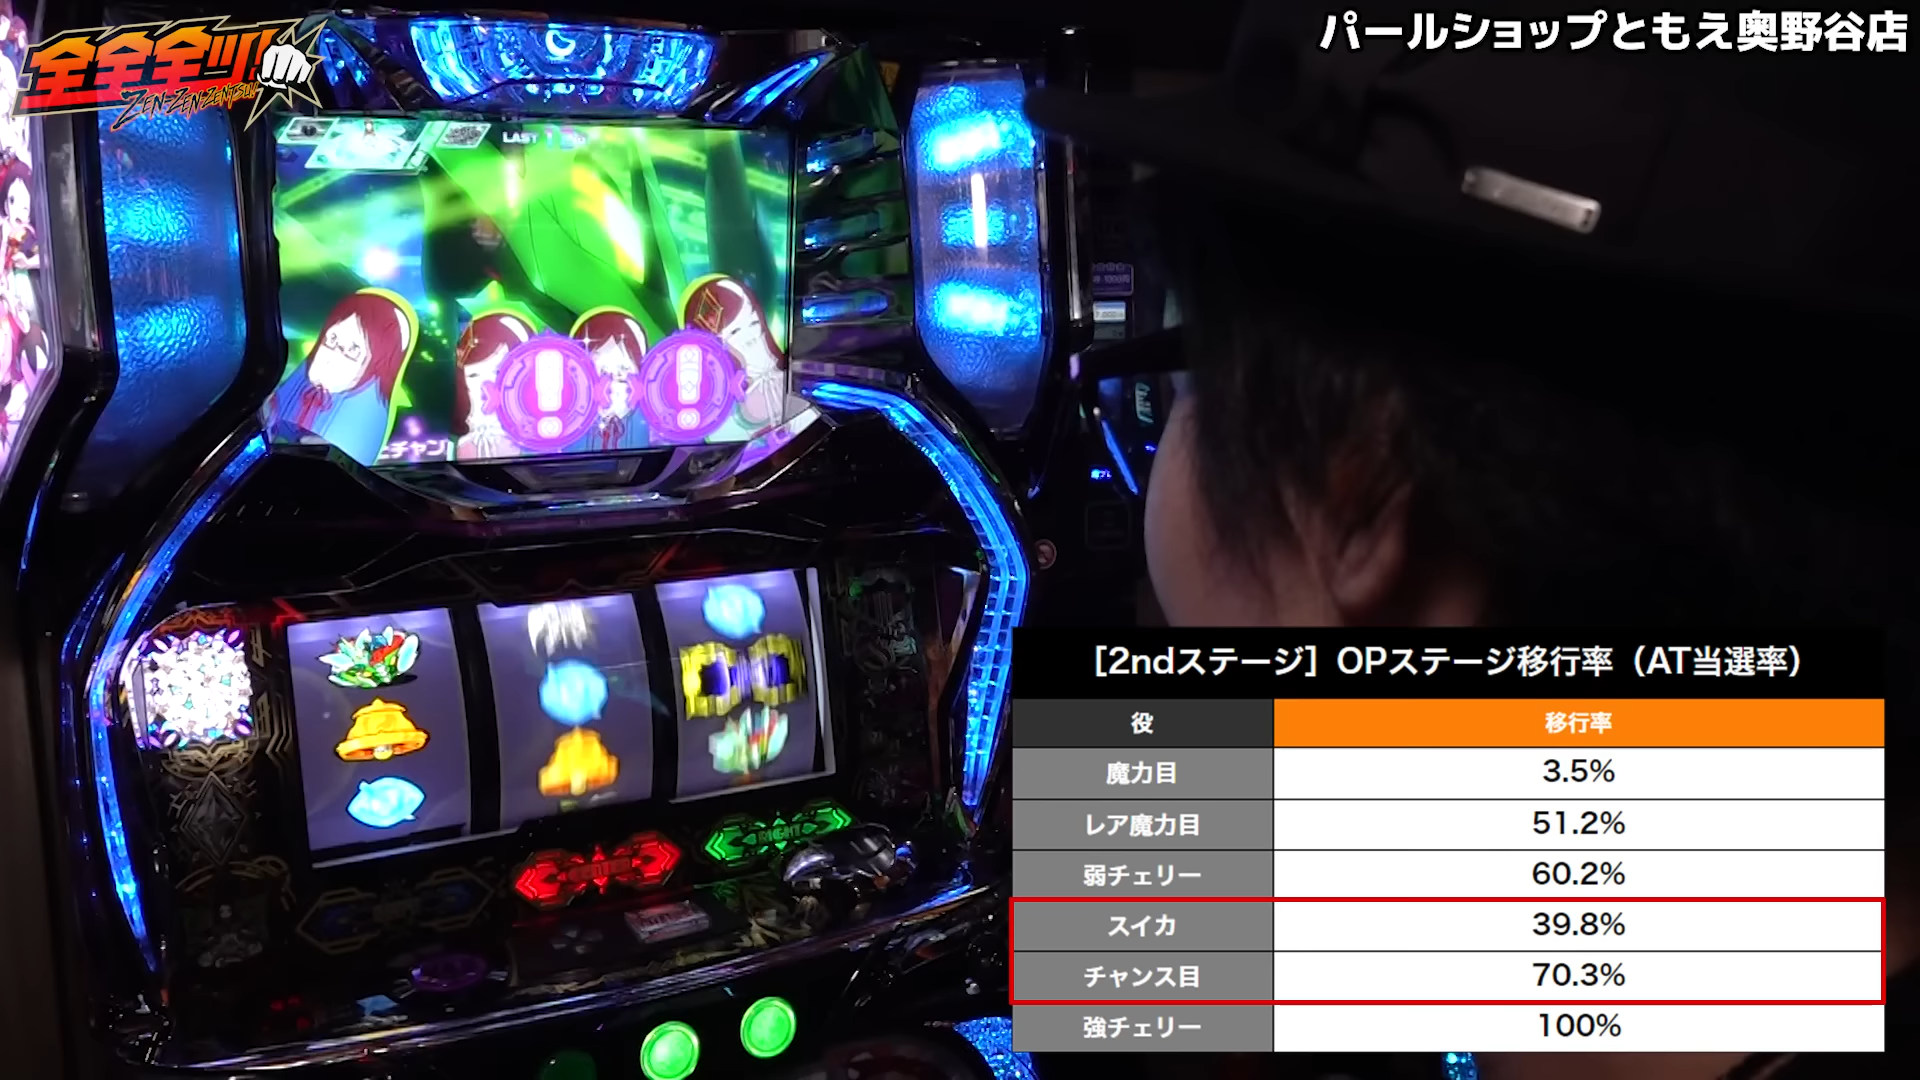 全全全ツ!
ZEN-ZEN-ZENTSU!
パールショップともえ奥野谷店
LAST
チャン
RIGHT
[2ndステージ] OPステージ移行率(AT当選率)
役 移行率
魔力目 3.5%
レア魔力目 51.2%
弱チェリー 60.2%
スイカ 39.8%
チャンス目 70.3%
強チェリー 100%